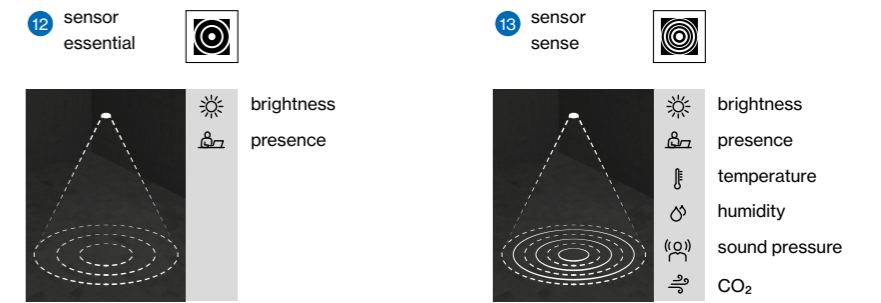 12
sensor
essential
brightness
presence
13
sensor
sense
brightness
presence
temperature
humidity
sound pressure
CO₂